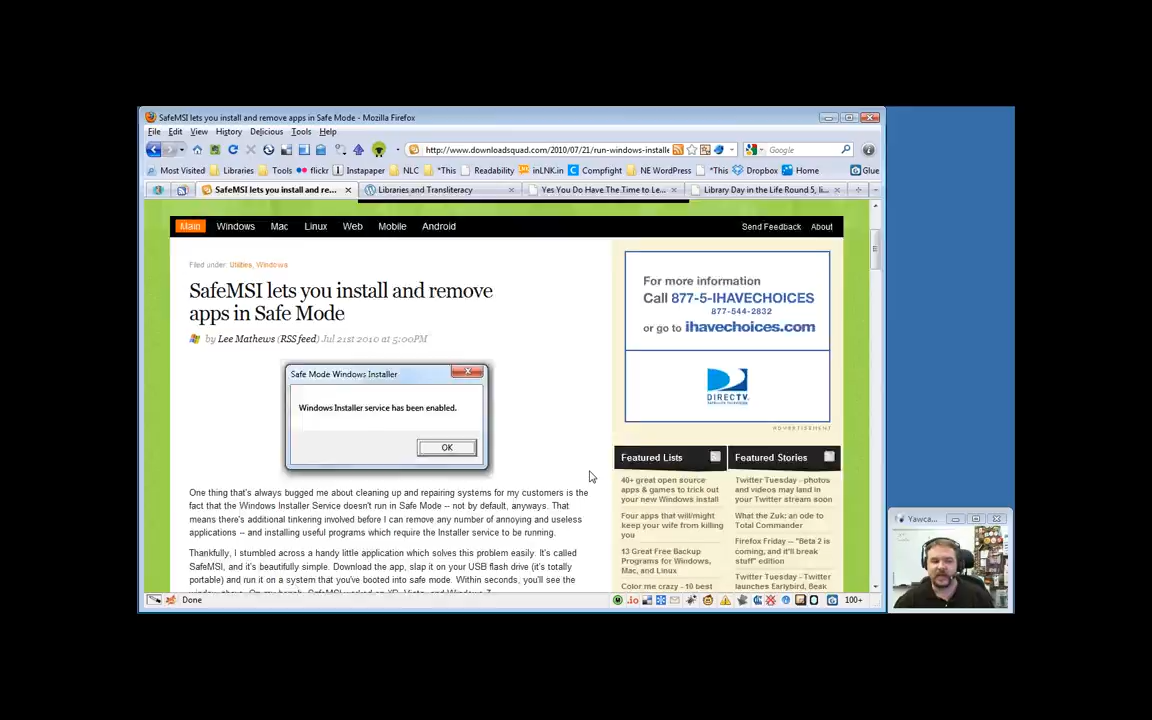 SafeMSI lets you install and remove apps in Safe Mode - Mozilla Firefox
File Edit View History Delicious Tools Help
http://www.downloadsquad.com/2010/07/21/run-windows-installe
Google
Most Visited Libraries Tools flickr Instapaper NLC *This Readability inLNK.in Compfight NE WordPress *This Dropbox Home Glue
SafeMSI lets you install and re...
Libraries and Transliteracy
Yes You Do Have The Time to Le...
Library Day in the Life Round 5, li...
Main Windows Mac Linux Web Mobile Android
Send Feedback About
Filed under: Utilities, Windows
SafeMSI lets you install and remove
apps in Safe Mode
by Lee Mathews (RSS feed) Jul 21st 2010 at 5:00PM
Safe Mode Windows Installer
Windows Installer service has been enabled.
OK
One thing that's always bugged me about cleaning up and repairing systems for my customers is the
fact that the Windows Installer Service doesn't run in Safe Mode -- not by default, anyways. That
means there's additional tinkering involved before I can remove any number of annoying and useless
applications -- and installing useful programs which require the Installer service to be running.
Thankfully, I stumbled across a handy little application which solves this problem easily. It's called
SafeMSI, and it's beautifully simple. Download the app, slap it on your USB flash drive (it's totally
portable) and run it on a system that you've booted into safe mode. Within seconds, you'll see the
For more information
Call 877-5-IHAVECHOICES
877-544-2832
or go to ihavechoices.com
DIRECTV
ADVERTISEMENT
Featured Lists
40+ great open source
apps & games to trick out
your new Windows install
Four apps that will/might
keep your wife from killing
you
13 Great Free Backup
Programs for Windows,
Mac, and Linux
Color me crazy - 10 best
Featured Stories
Twitter Tuesday - photos
and videos may land in
your Twitter stream soon
What the Zuk: an ode to
Total Commander
Firefox Friday -- "Beta 2 is
coming, and it'll break
stuff" edition
Twitter Tuesday - Twitter
launches Earlybird, Beak
Yawca...
Done
.io
100+